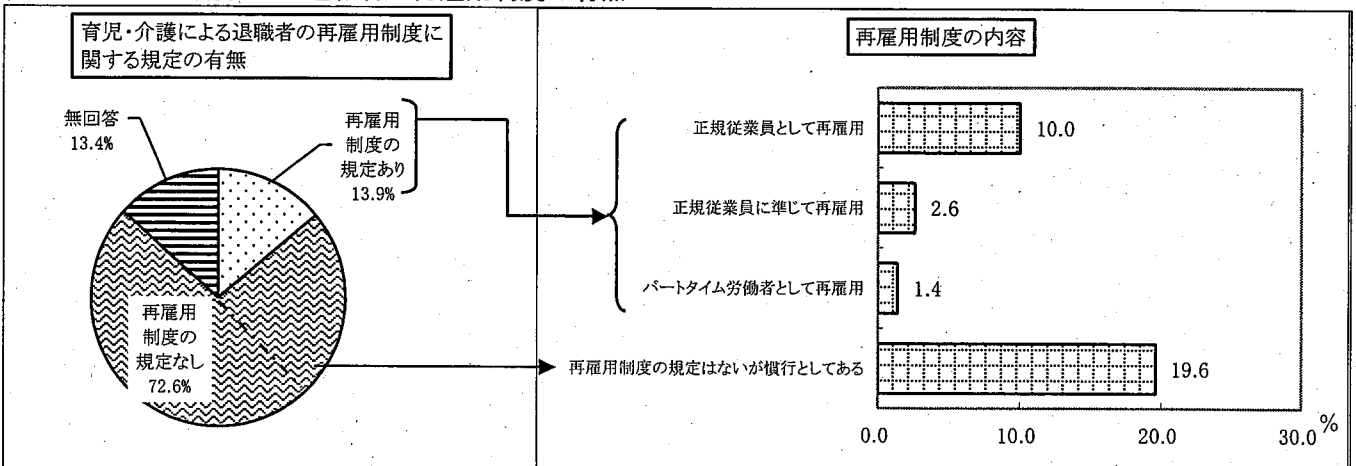 育児・介護による退職者の再雇用制度に
関する規定の有無
無回答
13.4%
再雇用
制度の
規定あり
13.9%
再雇用
制度の
規定なし
72.6%
再雇用制度の内容
正規従業員として再雇用
10.0
正規従業員に準じて再雇用
2.6
パートタイム労働者として再雇用
1.4
再雇用制度の規定はないが慣行としてある
19.6
0.0 10.0 20.0 30.0 %